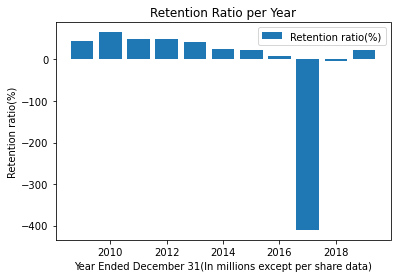 Retention Ratio per Year
Retention ratio(%)
0
−100
−200
−300
−400
Retention ratio(%)
2010 2012 2014 2016 2018
Year Ended December 31(In millions except per share data)